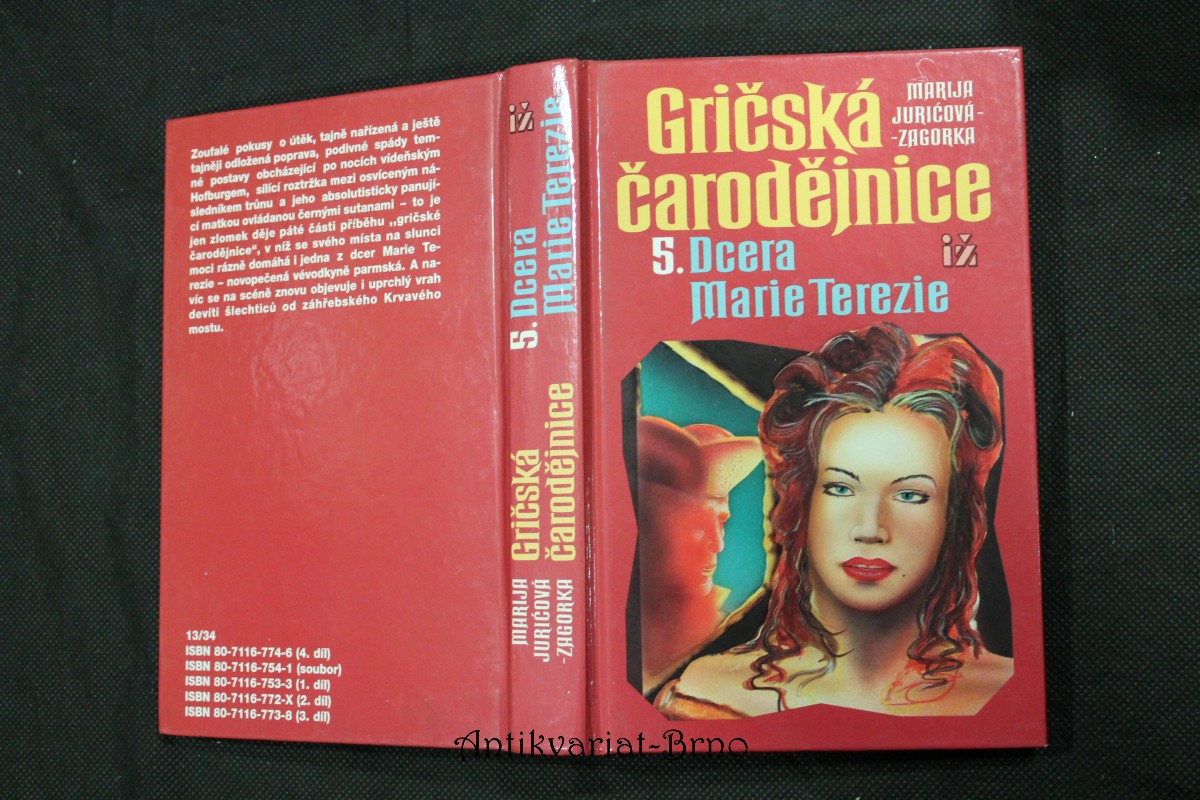 Zoufalé pokusy o útěk, tajně nařízená a ještě
tajněji odložená poprava, podivné spády tem-
né postavy obcházející po nocích vídeňským
Hofburgem, sílící roztržka mezi osvíceným ná-
sledníkem trůnu a jeho absolutisticky panují-
cí matkou ovládanou černými sutanami – to je
jen zlomek děje páté části příběhu ,,gričské
čarodějnice“, v níž se svého místa na slunci
moci rázně domáhá i jedna z dcer Marie Te-
rezie – novopečená vévodkyně parmská. A na-
víc se na scéně znovu objevuje i uprchlý vrah
devíti šlechticů od záhřebského Krvavého
mostu.
13/34
ISBN 80-7116-774-6 (4. díl)
ISBN 80-7116-754-1 (soubor)
ISBN 80-7116-753-3 (1. díl)
ISBN 80-7116-772-X (2. díl)
ISBN 80-7116-773-8 (3. díl)
iž
5. Dcera
Marie Terezie
Gričská
čarodějnice
MARIJA
JURIĆOVÁ
-ZAGORKA
Gričská
čarodějnice
MARIJA
JURIĆOVÁ-
-ZAGORKA
5. Dcera
Marie Terezie
iž
Antikvariat-Brno